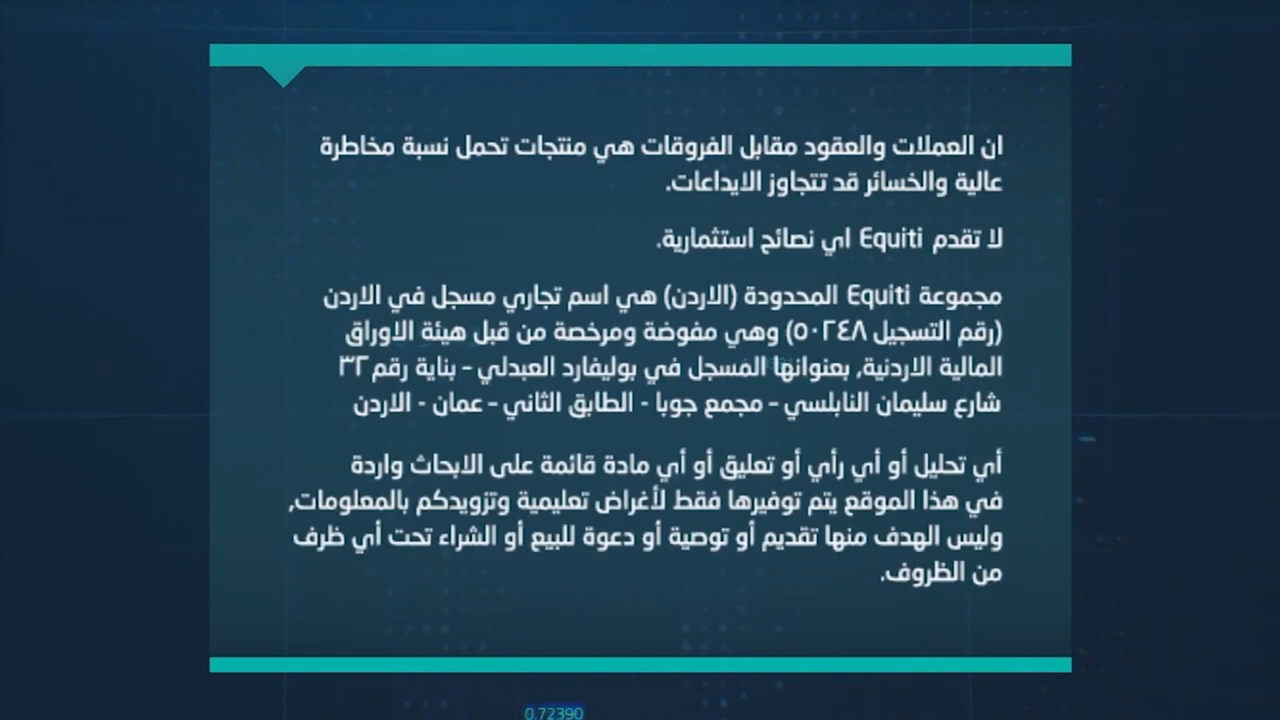 ان العملات والعقود مقابل الفروقات هي منتجات تحمل نسبة مخاطرة
عالية والخسائر قد تتجاوز الايداعات.
لا تقدم Equiti اي نصائح استثمارية.
مجموعة Equiti المحدودة (الاردن) هي اسم تجاري مسجل في الاردن
(رقم التسجيل ٥٠٢٤٨) وهي مفوضة ومرخصة من قبل هيئة الاوراق
المالية الاردنية, بعنوانها المسجل في بوليفارد العبدلي – بناية رقم ٣٢
شارع سليمان النابلسي – مجمع جوبا - الطابق الثاني – عمان - الاردن
أي تحليل أو أي رأي أو تعليق أو أي مادة قائمة على الابحاث واردة
في هذا الموقع يتم توفيرها فقط لأغراض تعليمية وتزويدكم بالمعلومات,
وليس الهدف منها تقديم أو توصية أو دعوة للبيع أو الشراء تحت أي ظرف
من الظروف.
0.72390